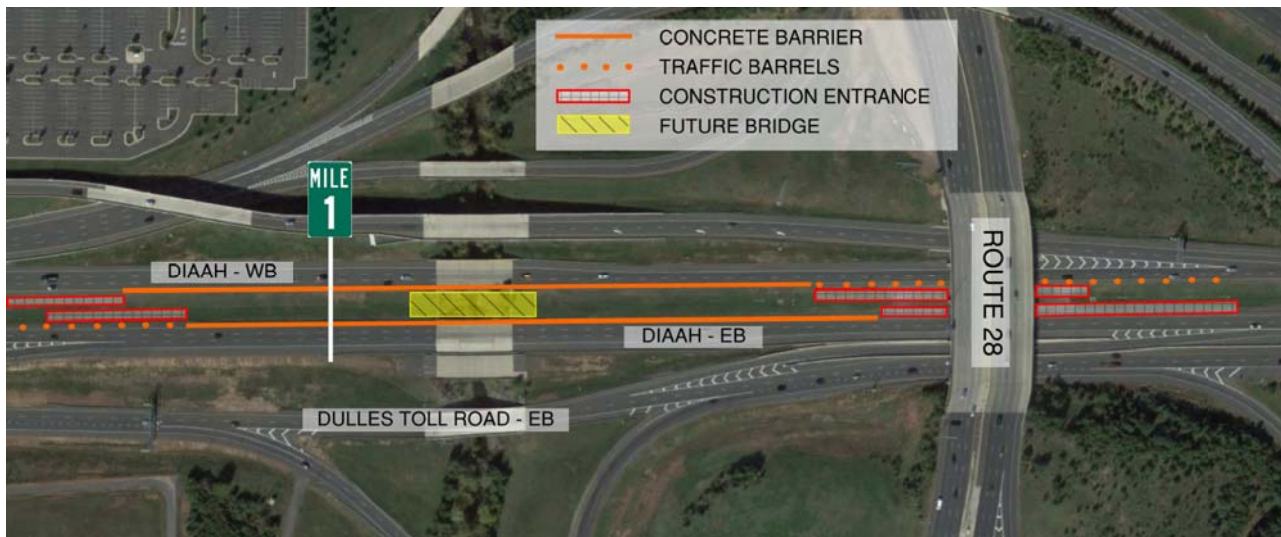 CONCRETE BARRIER
TRAFFIC BARRELS
CONSTRUCTION ENTRANCE
FUTURE BRIDGE
MILE
1
DIAAH - WB
ROUTE 28
DIAAH - EB
DULLES TOLL ROAD - EB